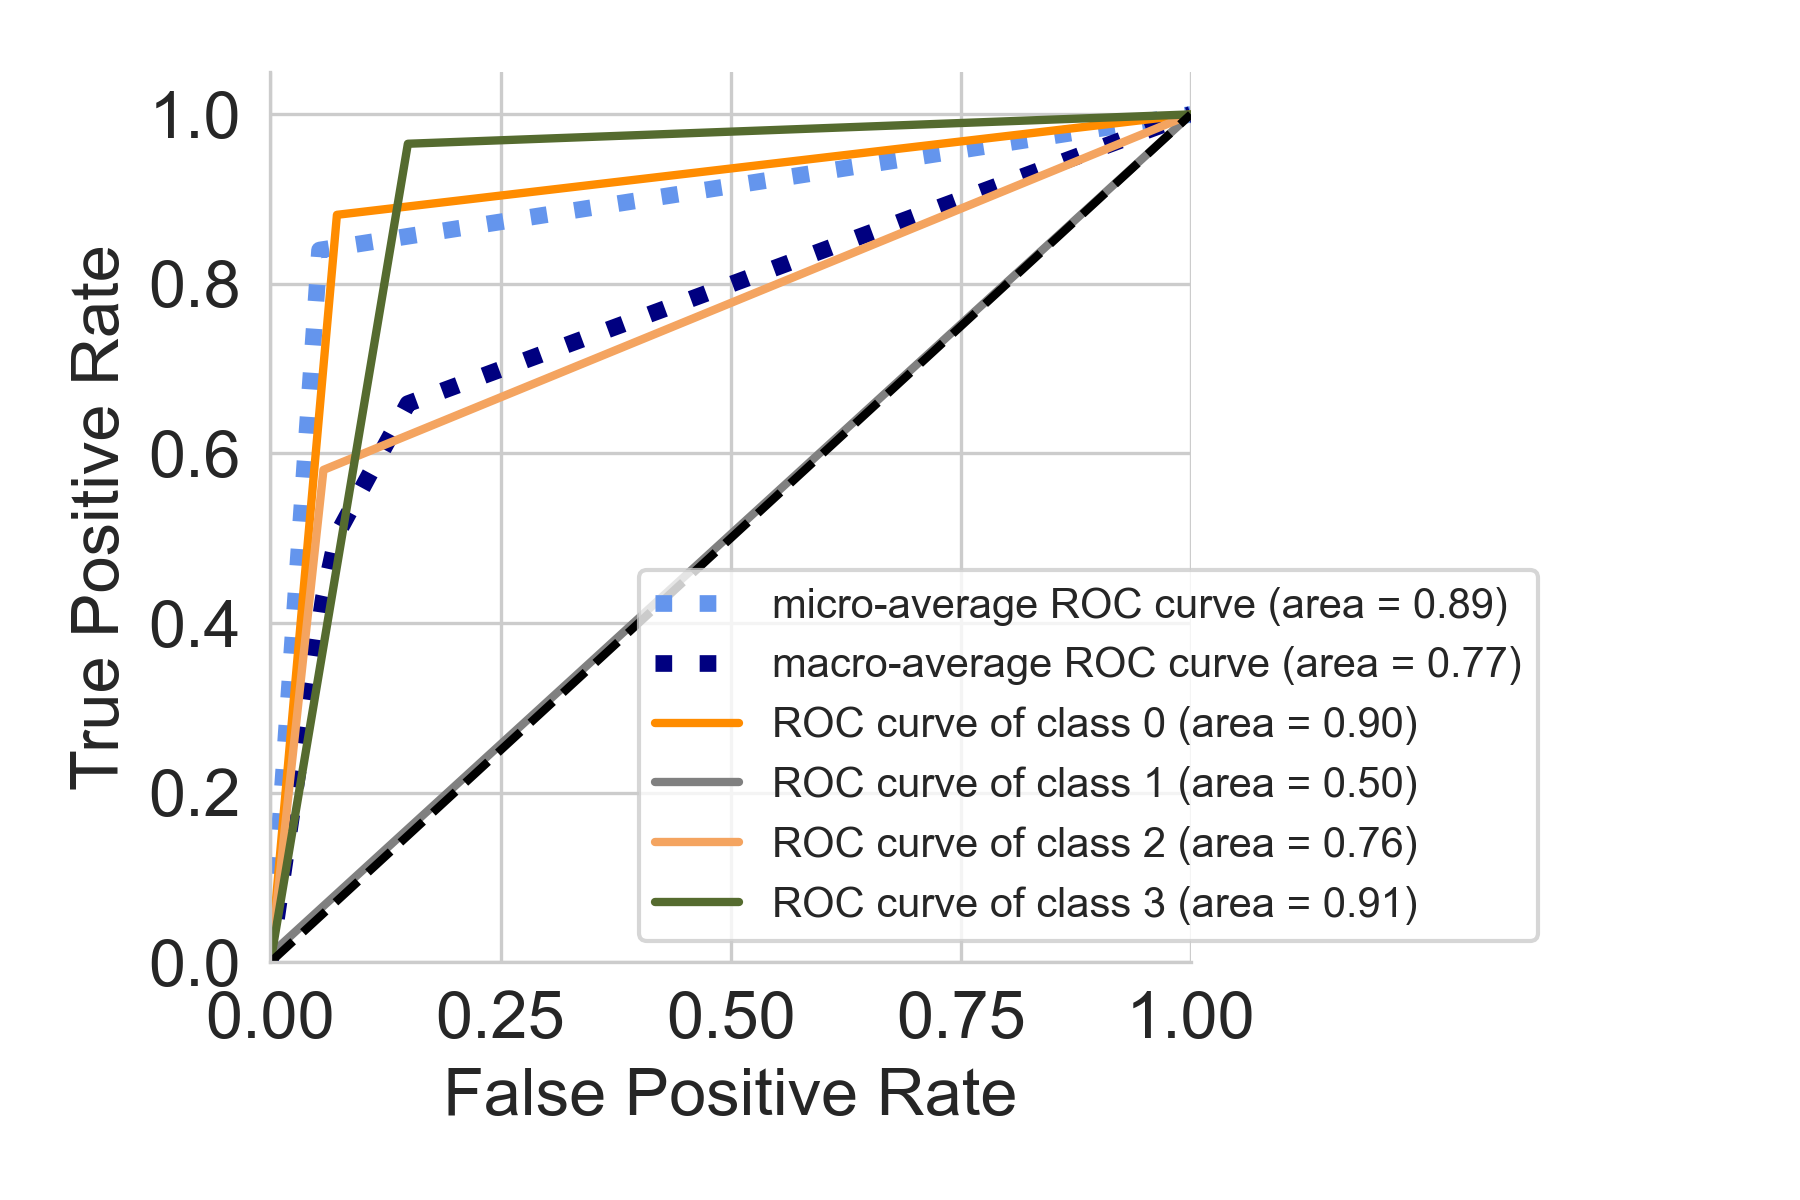 True Positive Rate
1.0
0.8
0.6
0.4
0.2
0.0
0.00 0.25 0.50 0.75 1.00
False Positive Rate
micro-average ROC curve (area = 0.89)
macro-average ROC curve (area = 0.77)
ROC curve of class 0 (area = 0.90)
ROC curve of class 1 (area = 0.50)
ROC curve of class 2 (area = 0.76)
ROC curve of class 3 (area = 0.91)